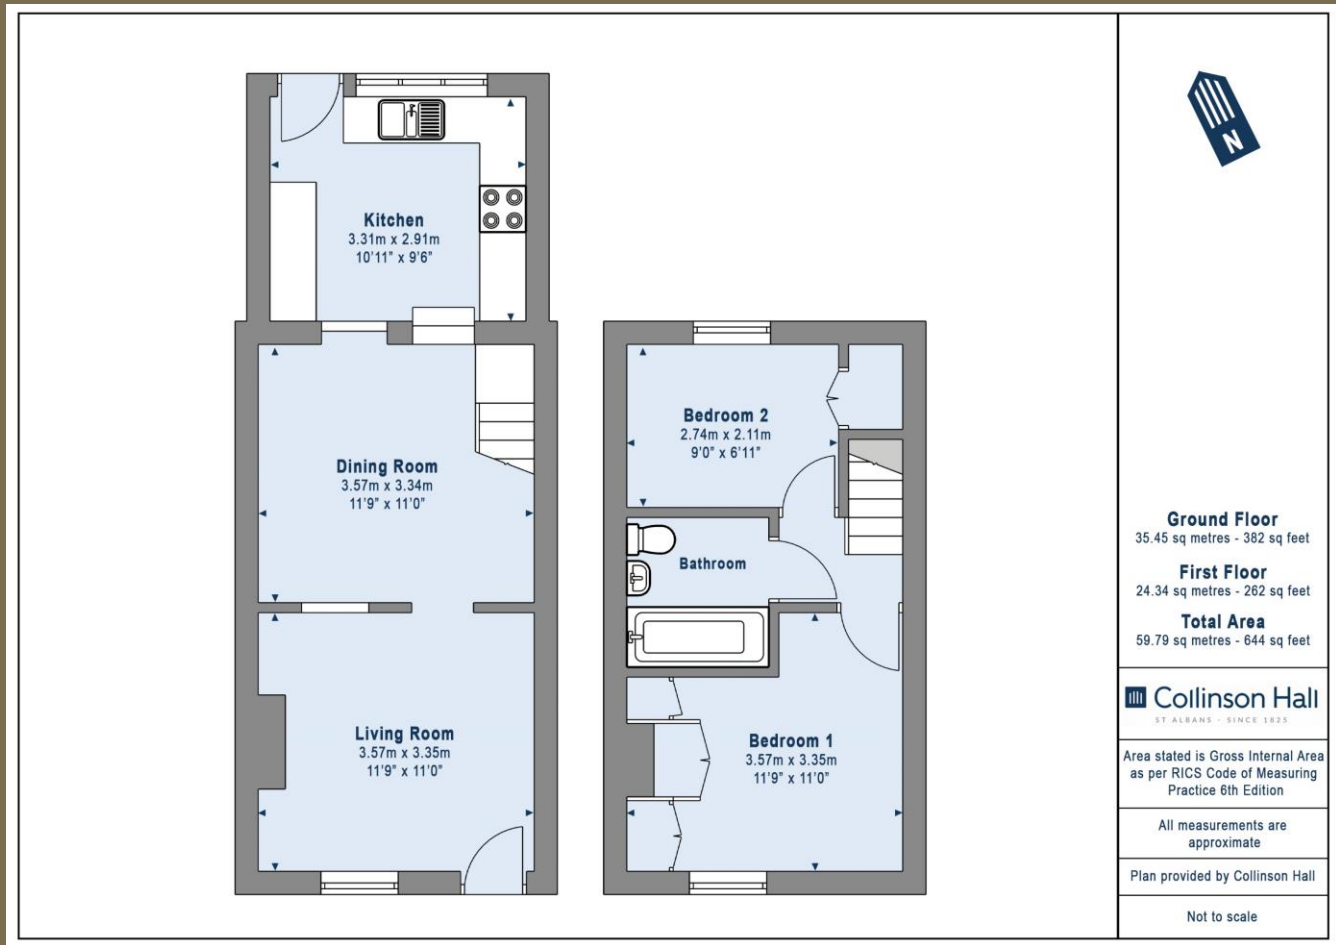 Kitchen
3.31m x 2.91m
10'11" x 9'6"
Dining Room
3.57m x 3.34m
11'9" x 11'0"
Living Room
3.57m x 3.35m
11'9" x 11'0"
Bedroom 2
2.74m x 2.11m
9'0" x 6'11"
Bathroom
Bedroom 1
3.57m x 3.35m
11'9" x 11'0"
N
Ground Floor
35.45 sq metres - 382 sq feet
First Floor
24.34 sq metres - 262 sq feet
Total Area
59.79 sq metres - 644 sq feet
Collinson Hall
ST ALBANS - SINCE 1825
Area stated is Gross Internal Area
as per RICS Code of Measuring
Practice 6th Edition
All measurements are
approximate
Plan provided by Collinson Hall
Not to scale